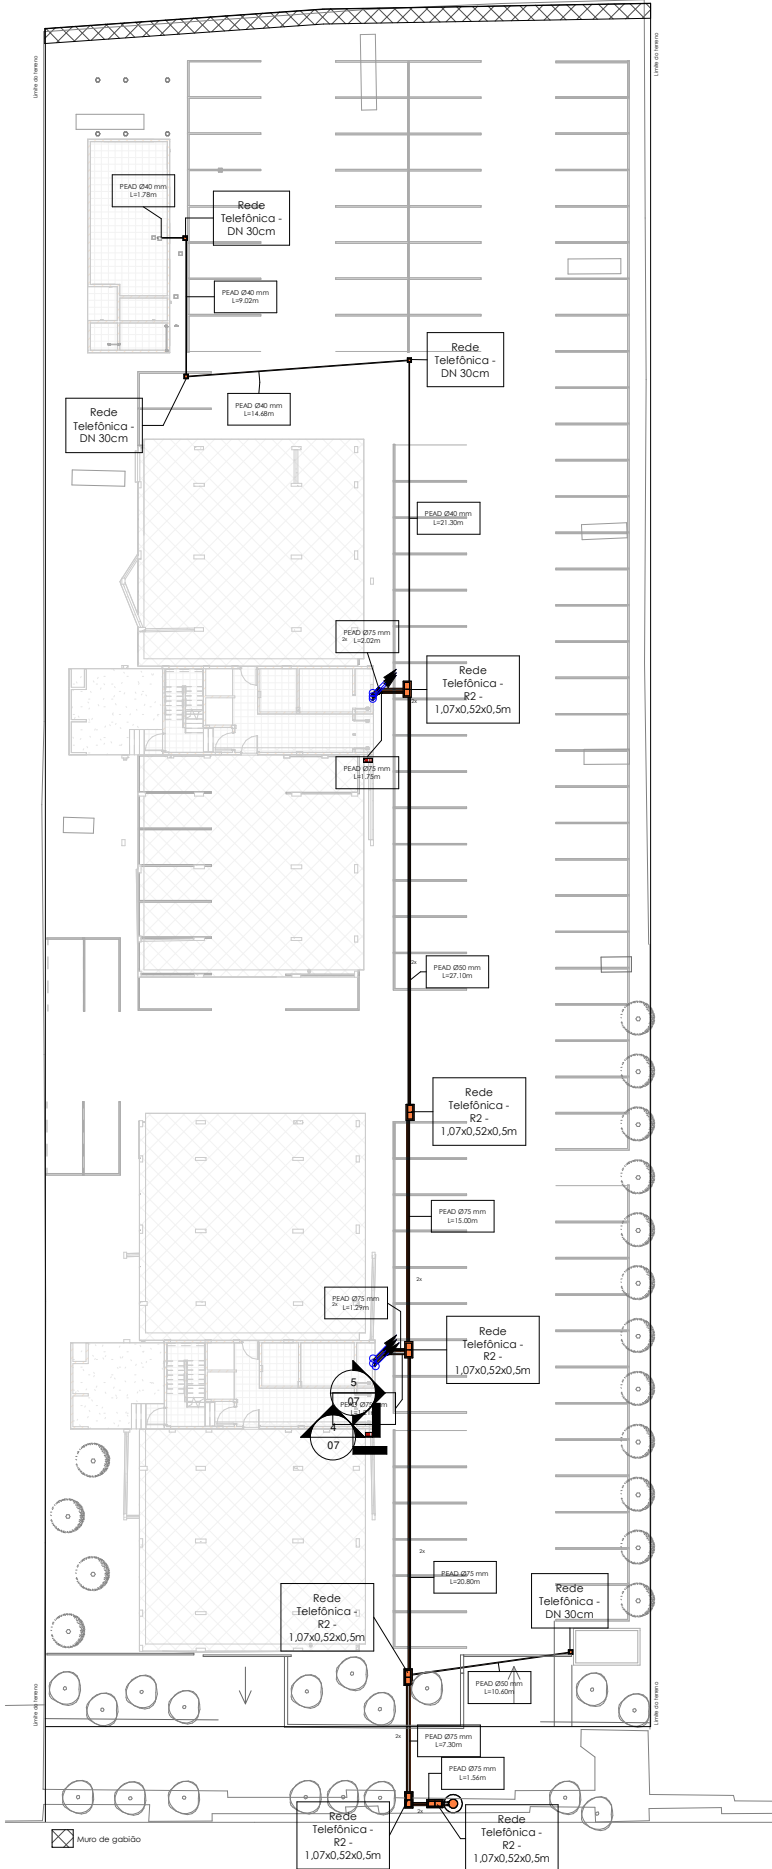 Limite do terreno
Limite do terreno
PEAD Ø40 mm
L=1.78m
Rede
Telefônica -
DN 30cm
PEAD Ø40 mm
L=9.02m
Rede
Telefônica -
DN 30cm
PEAD Ø40 mm
L=14.68m
Rede
Telefônica -
DN 30cm
PEAD Ø40 mm
L=21.30m
PEAD Ø75 mm
2x
L=2.02m
Rede
Telefônica -
R2 -
1,07x0,52x0,5m
2x
PEAD Ø75 mm
L=1.75m
2x
PEAD Ø50 mm
L=27.10m
Rede
Telefônica -
R2 -
1,07x0,52x0,5m
PEAD Ø75 mm
L=15.00m
2x
PEAD Ø75 mm
2x
L=1.29m
Rede
Telefônica -
R2 -
1,07x0,52x0,5m
5
07
4
07
2x
PEAD Ø75 mm
L=20.80m
Rede
Telefônica -
R2 -
1,07x0,52x0,5m
Rede
Telefônica -
DN 30cm
PEAD Ø50 mm
L=10.60m
Limite do terreno
Limite do terreno
2x
PEAD Ø75 mm
L=7.30m
PEAD Ø75 mm
L=1.56m
2x
Rede
Telefônica -
R2 -
1,07x0,52x0,5m
Rede
Telefônica -
R2 -
1,07x0,52x0,5m
Muro de gabião